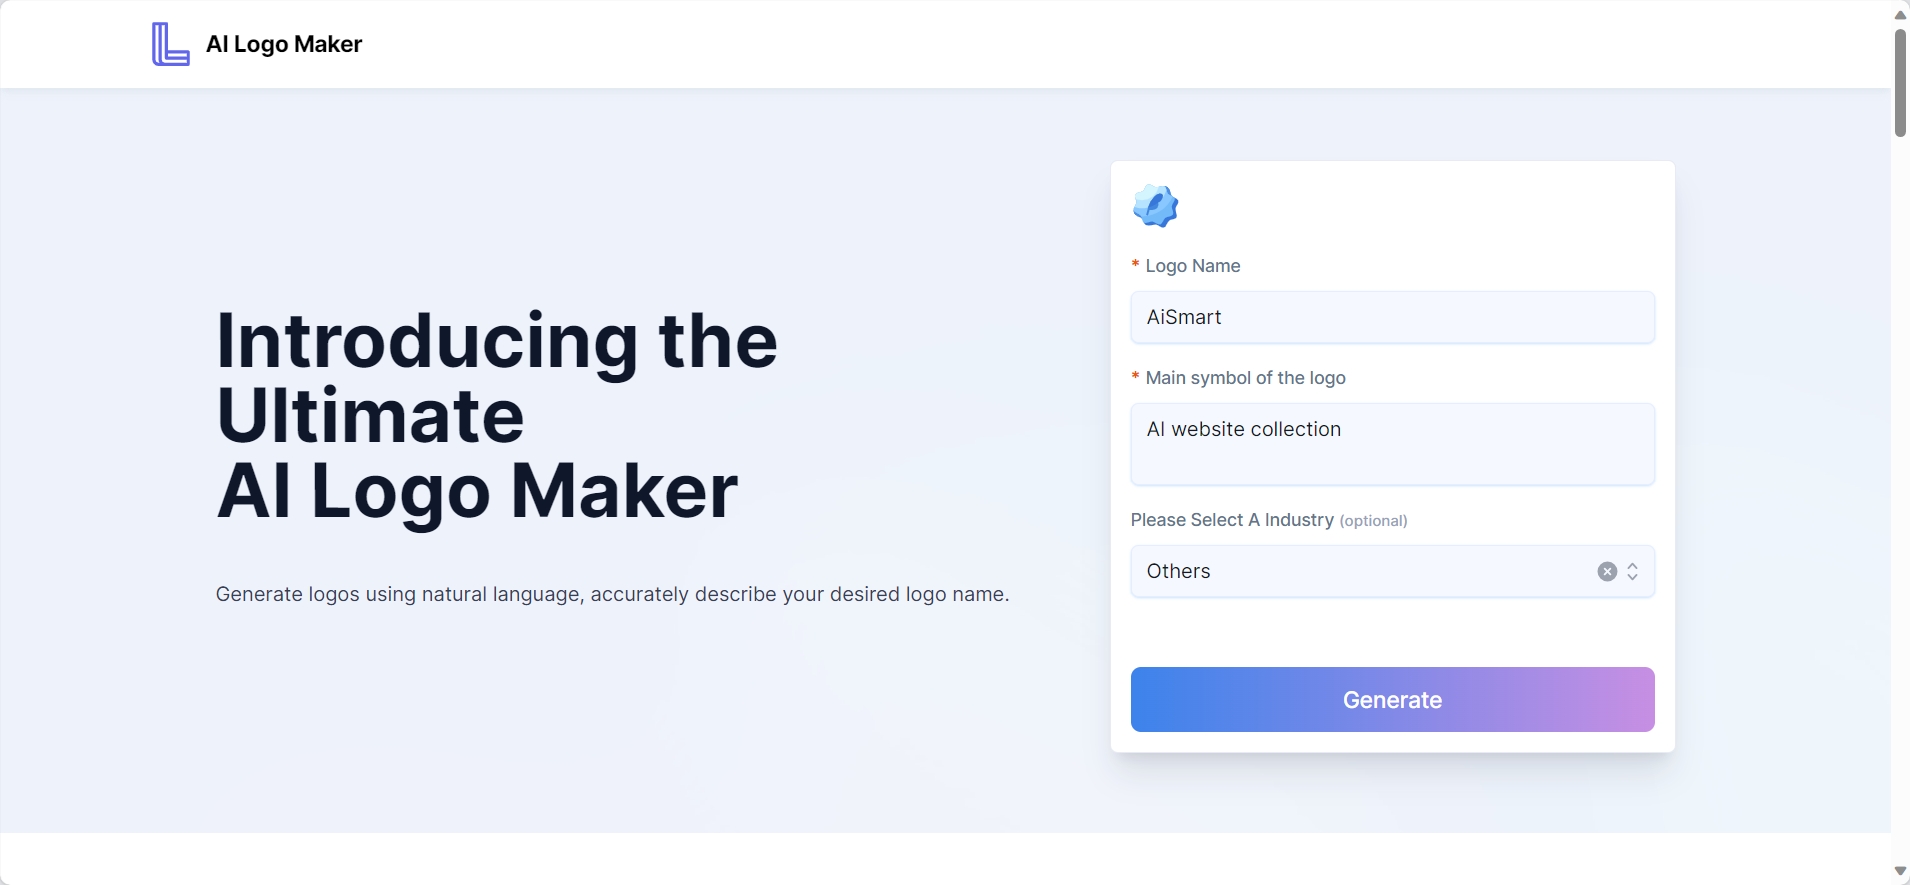 AI Logo Maker
Introducing the
Ultimate
AI Logo Maker
Generate logos using natural language, accurately describe your desired logo name.
* Logo Name
AiSmart
* Main symbol of the logo
AI website collection
Please Select A Industry (optional)
Others
Generate